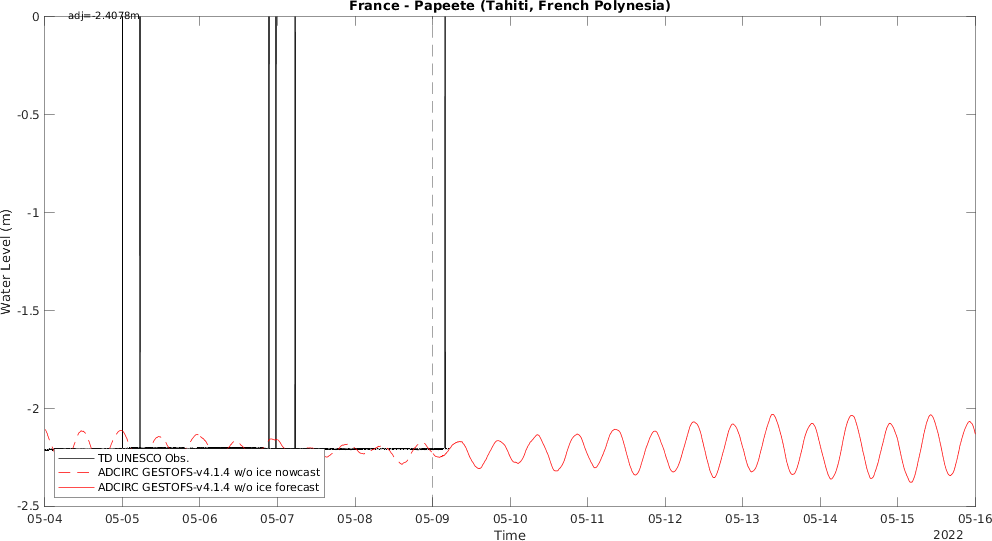 France - Papeete (Tahiti, French Polynesia)
adj=-2.4078m
0
-0.5
-1
-1.5
-2
-2.5
Water Level (m)
TD UNESCO Obs.
ADCIRC GESTOFS-v4.1.4 w/o ice nowcast
ADCIRC GESTOFS-v4.1.4 w/o ice forecast
05-04 05-05 05-06 05-07 05-08 05-09 05-10 05-11 05-12 05-13 05-14 05-15 05-16
Time
2022